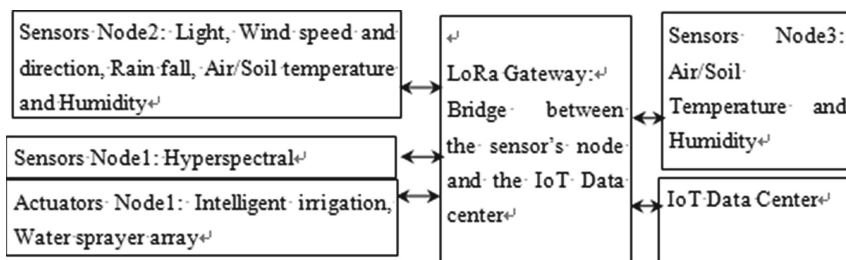 Sensors Node2: Light, Wind speed and
direction, Rain fall, Air/Soil temperature
and Humidity↵
Sensors Node1: Hyperspectral↵
Actuators Node1: Intelligent irrigation,
Water sprayer array↵
↵
LoRa Gateway:↵
Bridge between
the sensor's node
and the IoT Data
center↵
Sensors Node3:
Air/Soil
Temperature and
Humidity↵
IoT Data Center↵